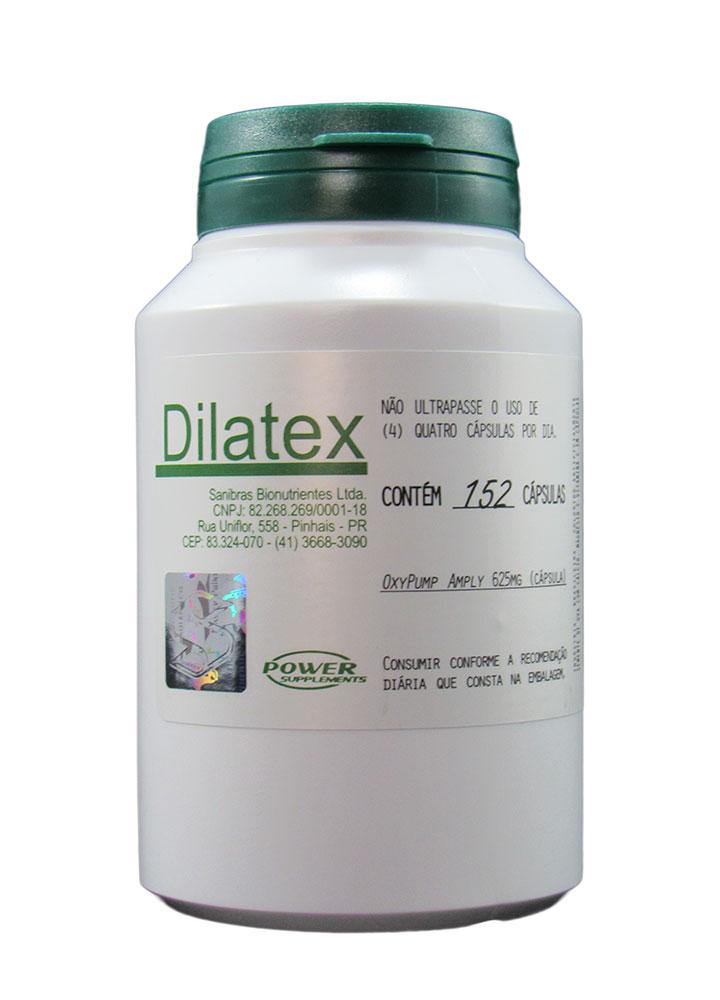 Dilatex
Sanibras Bionutrientes Ltda.
CNPJ: 82.268.269/0001-18
Rua Uniflor, 558 - Pinhais - PR
CEP: 83.324-070 - (41) 3668-3090
POWER
SUPPLEMENTS
NÃO ULTRAPASSE O USO DE
(4) QUATRO CÁPSULAS POR DIA.
CONTÉM 152 CÁPSULAS
OXYPUMP AMPLY 625MG (CÁPSULA)
CONSUMIR CONFORME A RECOMENDAÇÃO
DIÁRIA QUE CONSTA NA EMBALAGEM.